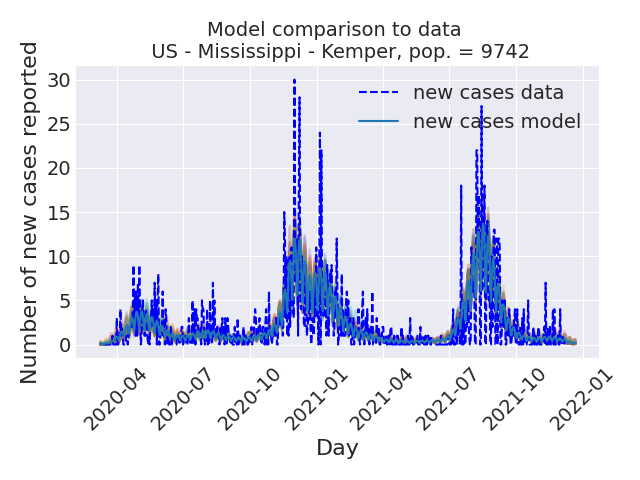 Model comparison to data
US - Mississippi - Kemper, pop. = 9742
Number of new cases reported
30
25
20
15
10
5
0
new cases data
new cases model
2020-04
2020-07
2020-10
2021-01
2021-04
2021-07
2021-10
2022-01
Day